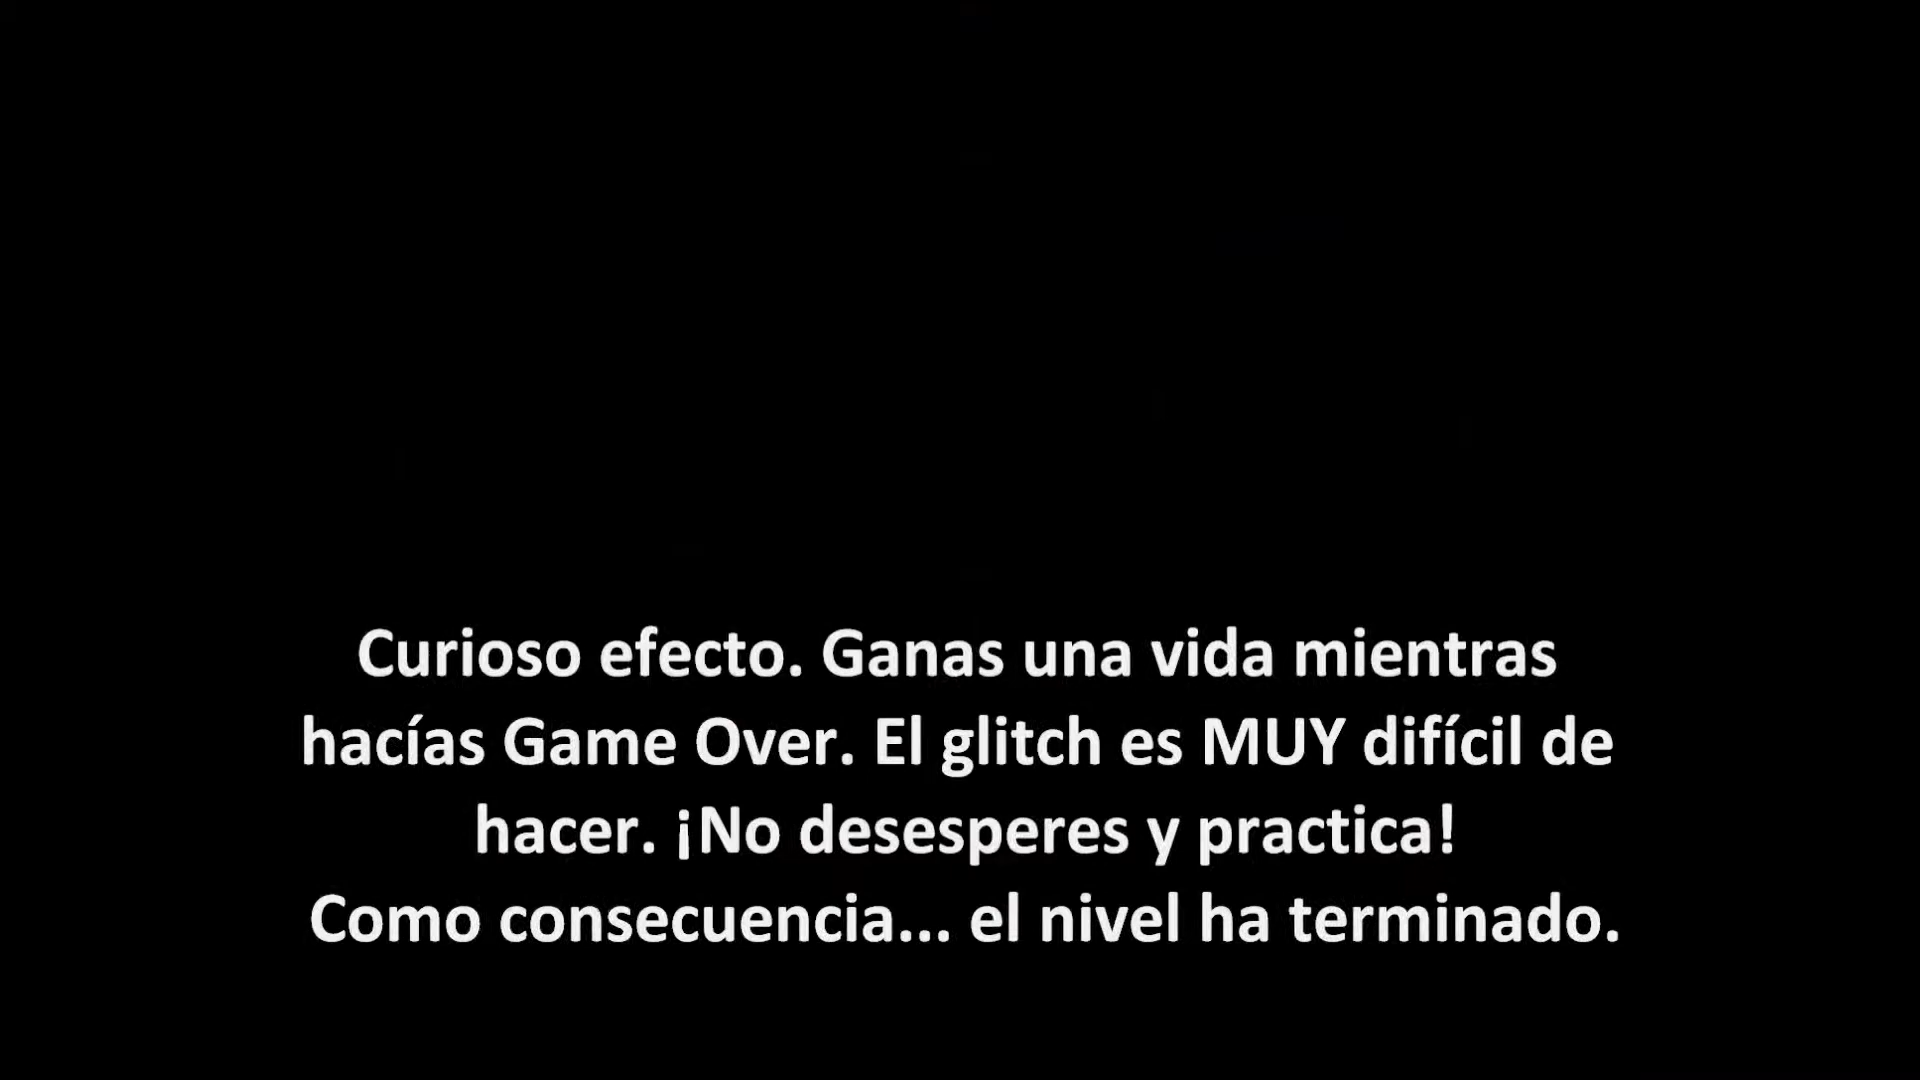 Curioso efecto. Ganas una vida mientras
hacías Game Over. El glitch es MUY difícil de
hacer. ¡No desesperes y practica!
Como consecuencia... el nivel ha terminado.